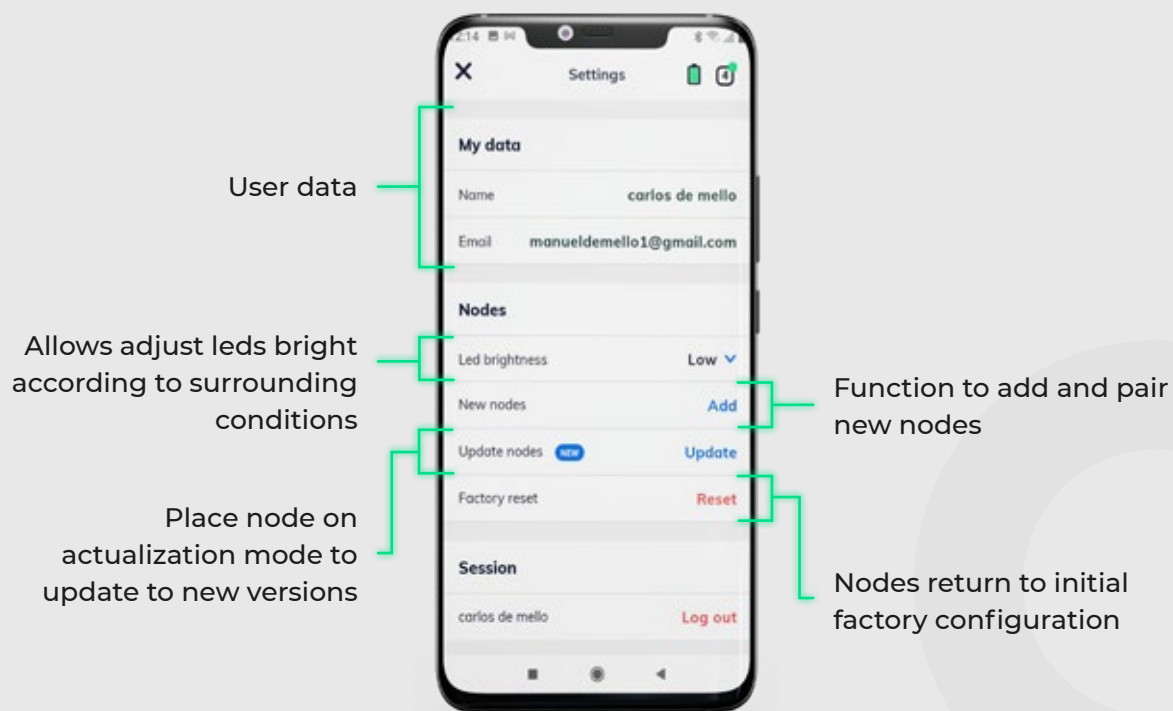 2:14
Settings
4
My data
Name carlos de mello
Email manueldemello1@gmail.com
Nodes
Led brightness Low
New nodes Add
Update nodes NEW Update
Factory reset Reset
Session
carlos de mello Log out
User data
Allows adjust leds bright
according to surrounding
conditions
Place node on
actualization mode to
update to new versions
Function to add and pair
new nodes
Nodes return to initial
factory configuration